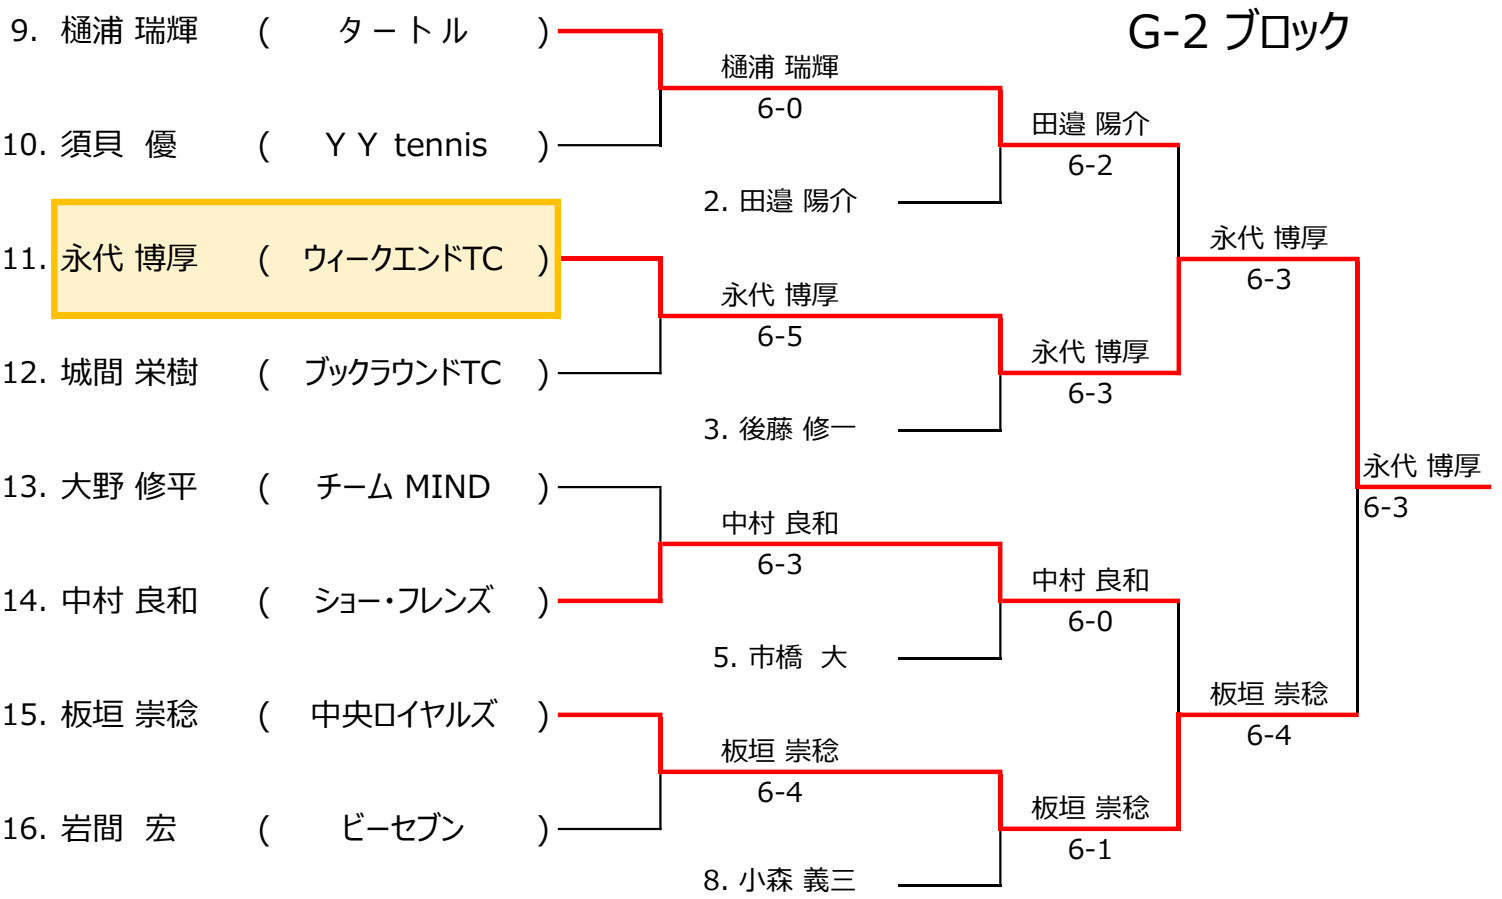 G-2 ブロック
9. 樋浦 瑞輝 ( タートル )
樋浦 瑞輝
6-0
10. 須貝 優 ( YY tennis )
田邉 陽介
6-2
2. 田邉 陽介
11. 永代 博厚 ( ウィークエンドTC )
永代 博厚
6-3
永代 博厚
6-5
12. 城間 栄樹 ( ブックラウンドTC )
永代 博厚
6-3
3. 後藤 修一
永代 博厚
6-3
13. 大野 修平 ( チーム MIND )
中村 良和
6-3
14. 中村 良和 ( ショー・フレンズ )
中村 良和
6-0
5. 市橋 大
15. 板垣 崇稔 ( 中央ロイヤルズ )
板垣 崇稔
6-4
板垣 崇稔
6-4
16. 岩間 宏 ( ビーセブン )
板垣 崇稔
6-1
8. 小森 義三